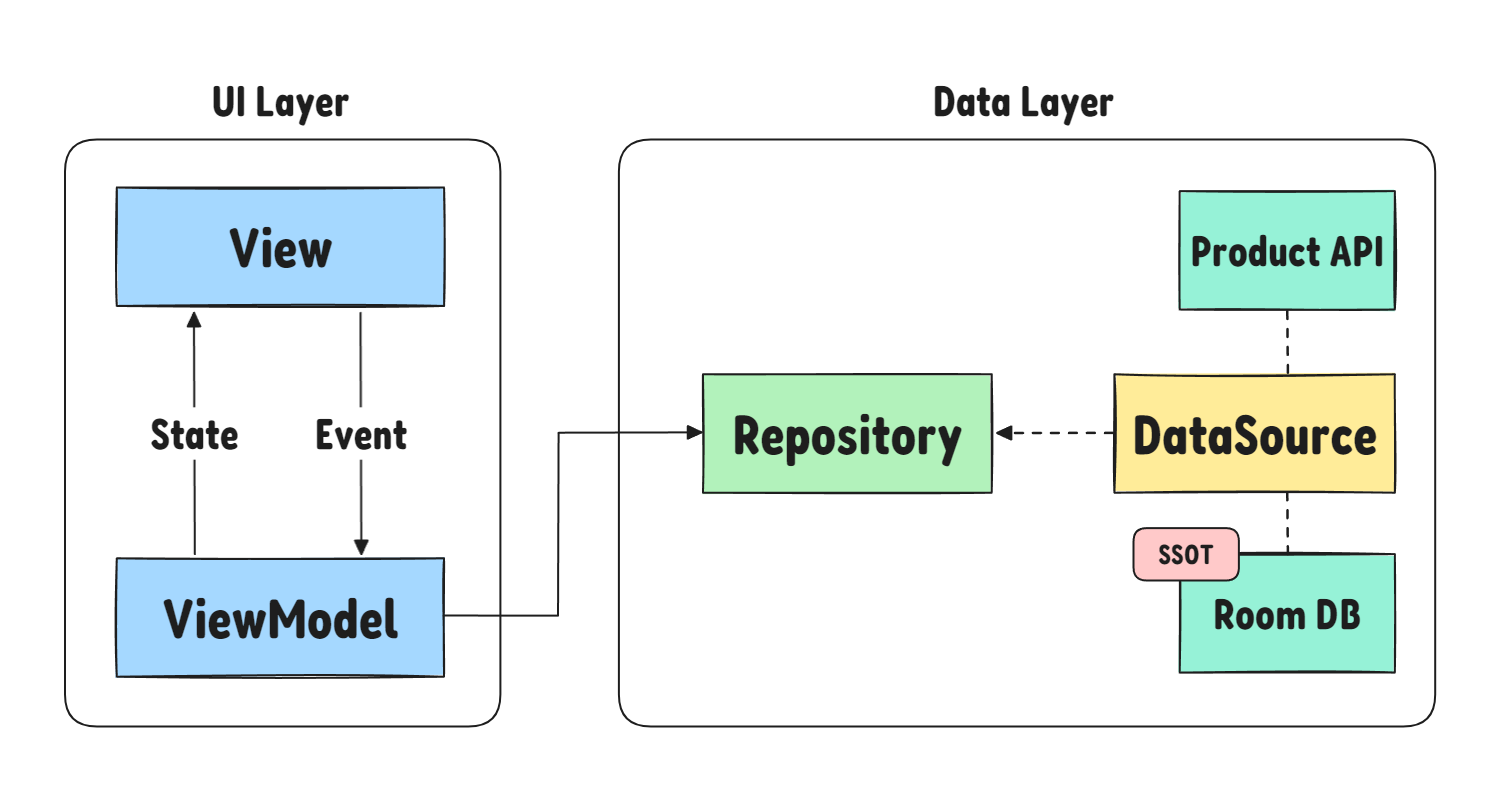 UI Layer
Data Layer
View
Product API
State
Event
Repository
DataSource
SSOT
ViewModel
Room DB